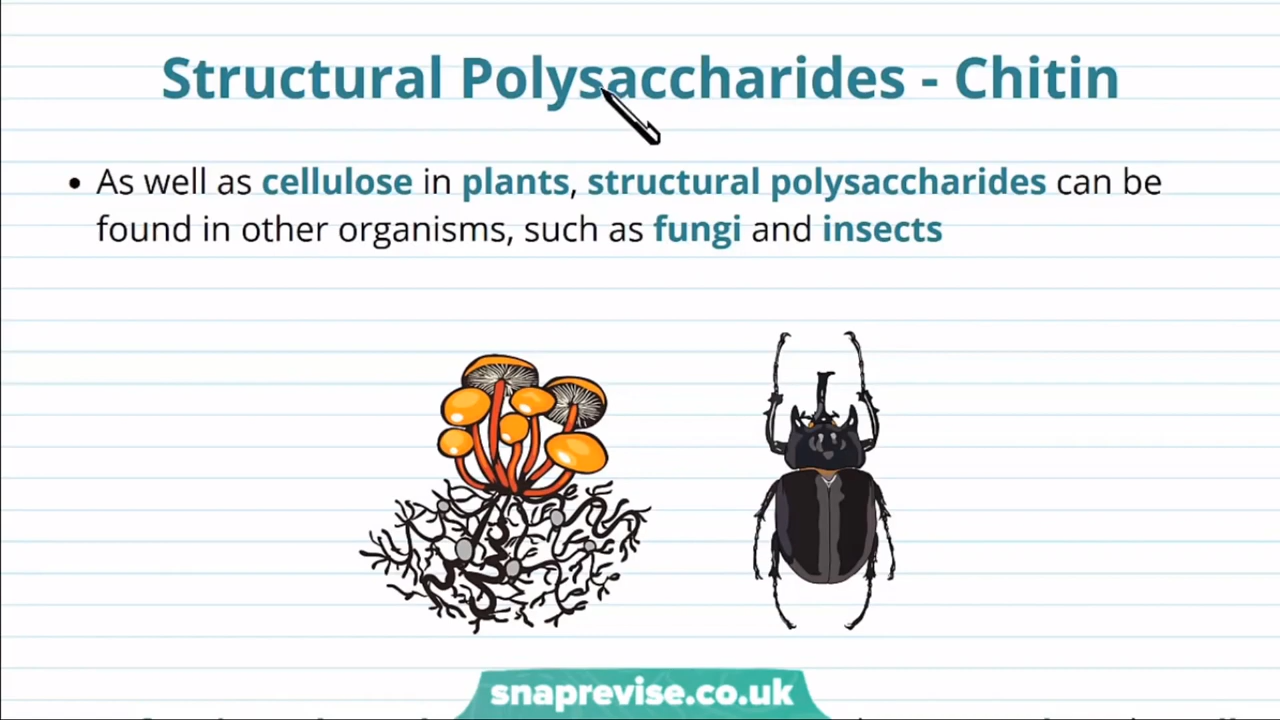 Structural Polysaccharides - Chitin
• As well as cellulose in plants, structural polysaccharides can be
found in other organisms, such as fungi and insects
snaprevise.co.uk